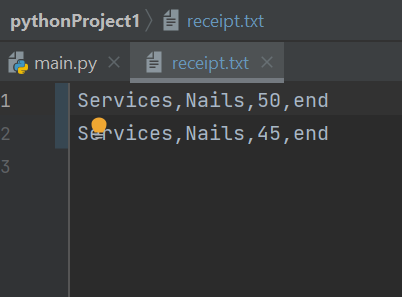 pythonProject1 receipt.txt
main.py receipt.txt
1 Services,Nails,50,end
2 Services,Nails,45,end
3